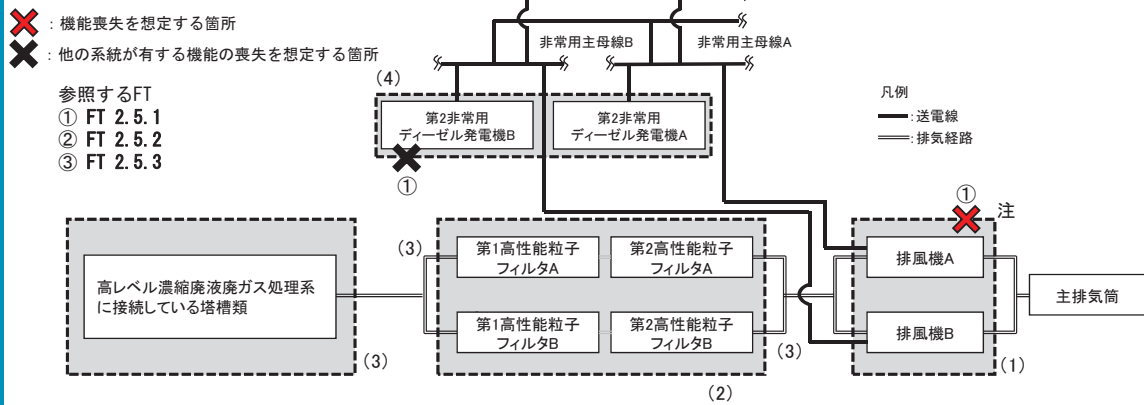 ：機能喪失を想定する箇所
：他の系統が有する機能の喪失を想定する箇所
参照するFT
① FT 2.5.1
② FT 2.5.2
③ FT 2.5.3
非常用主母線B
非常用主母線A
(4)
第2非常用
ディーゼル発電機B
第2非常用
ディーゼル発電機A
①
凡例
：送電線
：排気経路
高レベル濃縮廃液廃ガス処理系
に接続している塔槽類
(3)
(3)
第1高性能粒子
フィルタA
第2高性能粒子
フィルタA
第1高性能粒子
フィルタB
第2高性能粒子
フィルタB
(3)
(2)
①
注
排風機A
排風機B
(1)
主排気筒